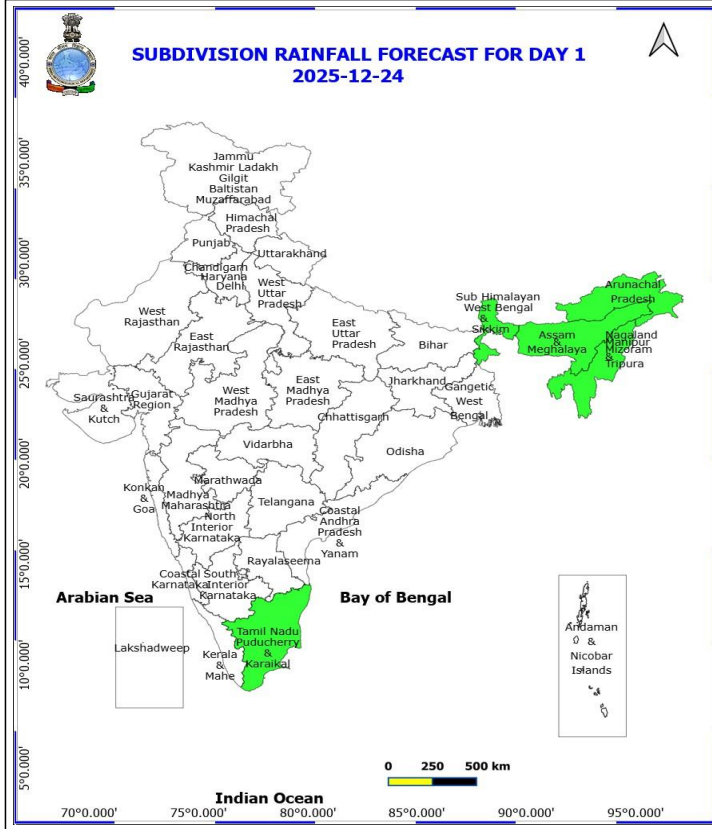 SUBDIVISION RAINFALL FORECAST FOR DAY 1
2025-12-24
40°0.000'
35°0.000'
30°0.000'
25°0.000'
20°0.000'
15°0.000'
10°0.000'
5°0.000'
Jammu
Kashmir Ladakh
Gilgit
Baltistan
Muzaffarabad
Himachal
Pradesh
Punjab
Uttarakhand
Chandigarh
Haryana
Delhi
West
Uttar
Pradesh
West
Rajasthan
East
Rajasthan
East
Uttar
Pradesh
Bihar
Sub Himalayan
West Bengal
&
Sikkim
Arunachal
Pradesh
Assam
&
Meghalaya
Nagaland
Manipur
Mizoram
&
Tripura
Saurashtra
&
Kutch
Gujarat
Region
West
Madhya
Pradesh
East
Madhya
Pradesh
Jharkhand
Gangetic
West
Bengal
Chhattisgarh
Odisha
Vidarbha
Konkan
&
Goa
Madhya
Maharashtra
Marathwada
Telangana
North
Interior
Karnataka
Coastal
Andhra
Pradesh
&
Yanam
Rayalaseema
Coastal
Karnataka
South
Interior
Karnataka
Arabian Sea
Bay of Bengal
Lakshadweep
Kerala
&
Mahe
Tamil Nadu
Puducherry
&
Karaikal
Andaman
&
Nicobar
Islands
0 250 500 km
Indian Ocean
70°0.000' 75°0.000' 80°0.000' 85°0.000' 90°0.000' 95°0.000'